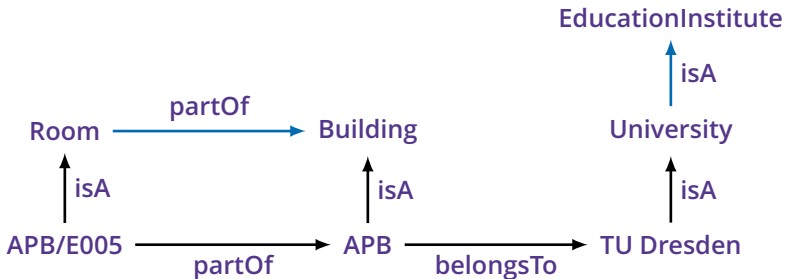 EducationInstitute
isA
partOf
Room
Building
University
isA
isA
isA
APB/E005
APB
TU Dresden
partOf
belongsTo